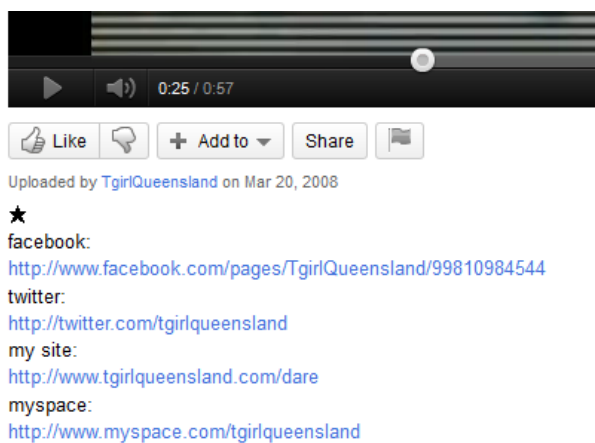 0:25 / 0:57
Like Add to Share
Uploaded by TgirlQueensland on Mar 20, 2008
facebook:
http://www.facebook.com/pages/TgirlQueensland/99810984544
twitter:
http://twitter.com/tgirlqueensland
my site:
http://www.tgirlqueensland.com/dare
myspace:
http://www.myspace.com/tgirlqueensland